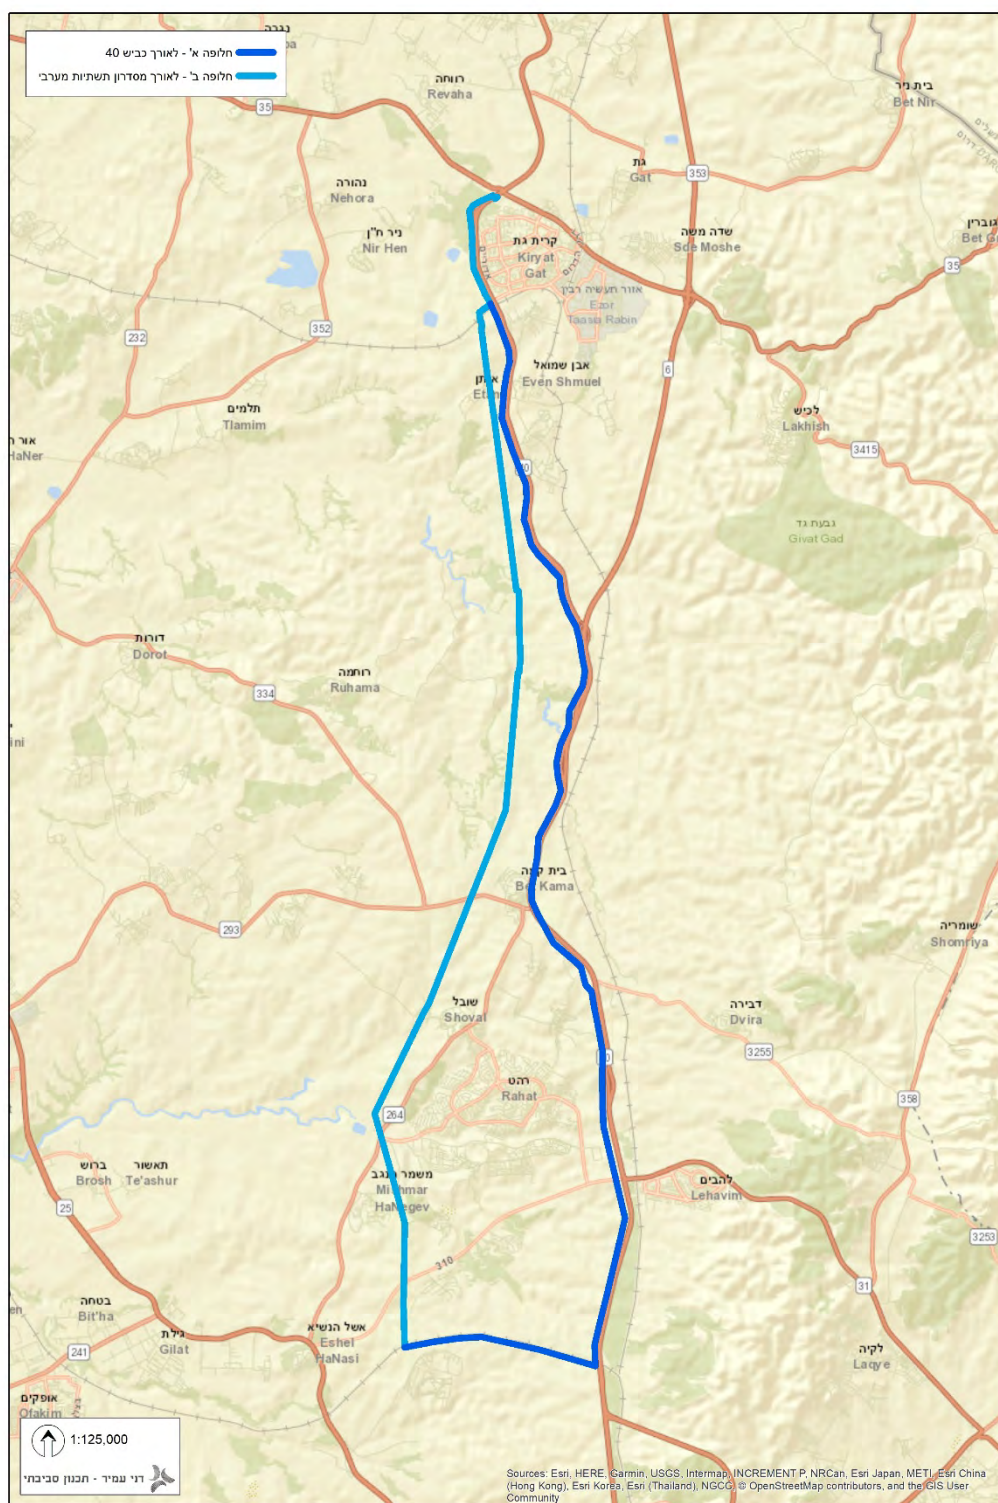 חלופה א' - לאורך כביש 40
חלופה ב' - לאורך מסדרון תשתיות מערבי
נגבה
רווחה
Revaha
בית ניר
Bet Nir
35
גת
Gat
353
נהורה
Nehora
ניר ח"ן
Nir Hen
קרית גת
Kiryat
Gat
שדה משה
Sde Moshe
גוברין
35
אזור תעשיה רבין
Ezor
Taasia Rabin
352
232
אבן שמואל
Even Shmuel
6
תלמים
Tlamim
לכיש
Lakhish
3415
HaNer
גבעת גד
Givat Gad
דורות
Dorot
רוחמה
Ruhama
334
293
שומריה
Shomriya
שובל
Shoval
דבירה
Dvira
3255
רהט
Rahat
264
358
ברוש
Brosh
תאשור
Te'ashur
להבים
Lehavim
25
3253
310
31
בטחה
Bit'ha
גילת
Gilat
אשל הנשיא
Eshel
HaNasi
לקיה
Laqye
241
אופקים
Ofakim
1:125,000
דני עמיר - תכנון סביבתי
Sources: Esri, HERE, Garmin, USGS, Intermap, INCREMENT P, NRCan, Esri Japan, METI, Esri China
(Hong Kong), Esri Korea, Esri (Thailand), NGCC, © OpenStreetMap contributors, and the GIS User
Community